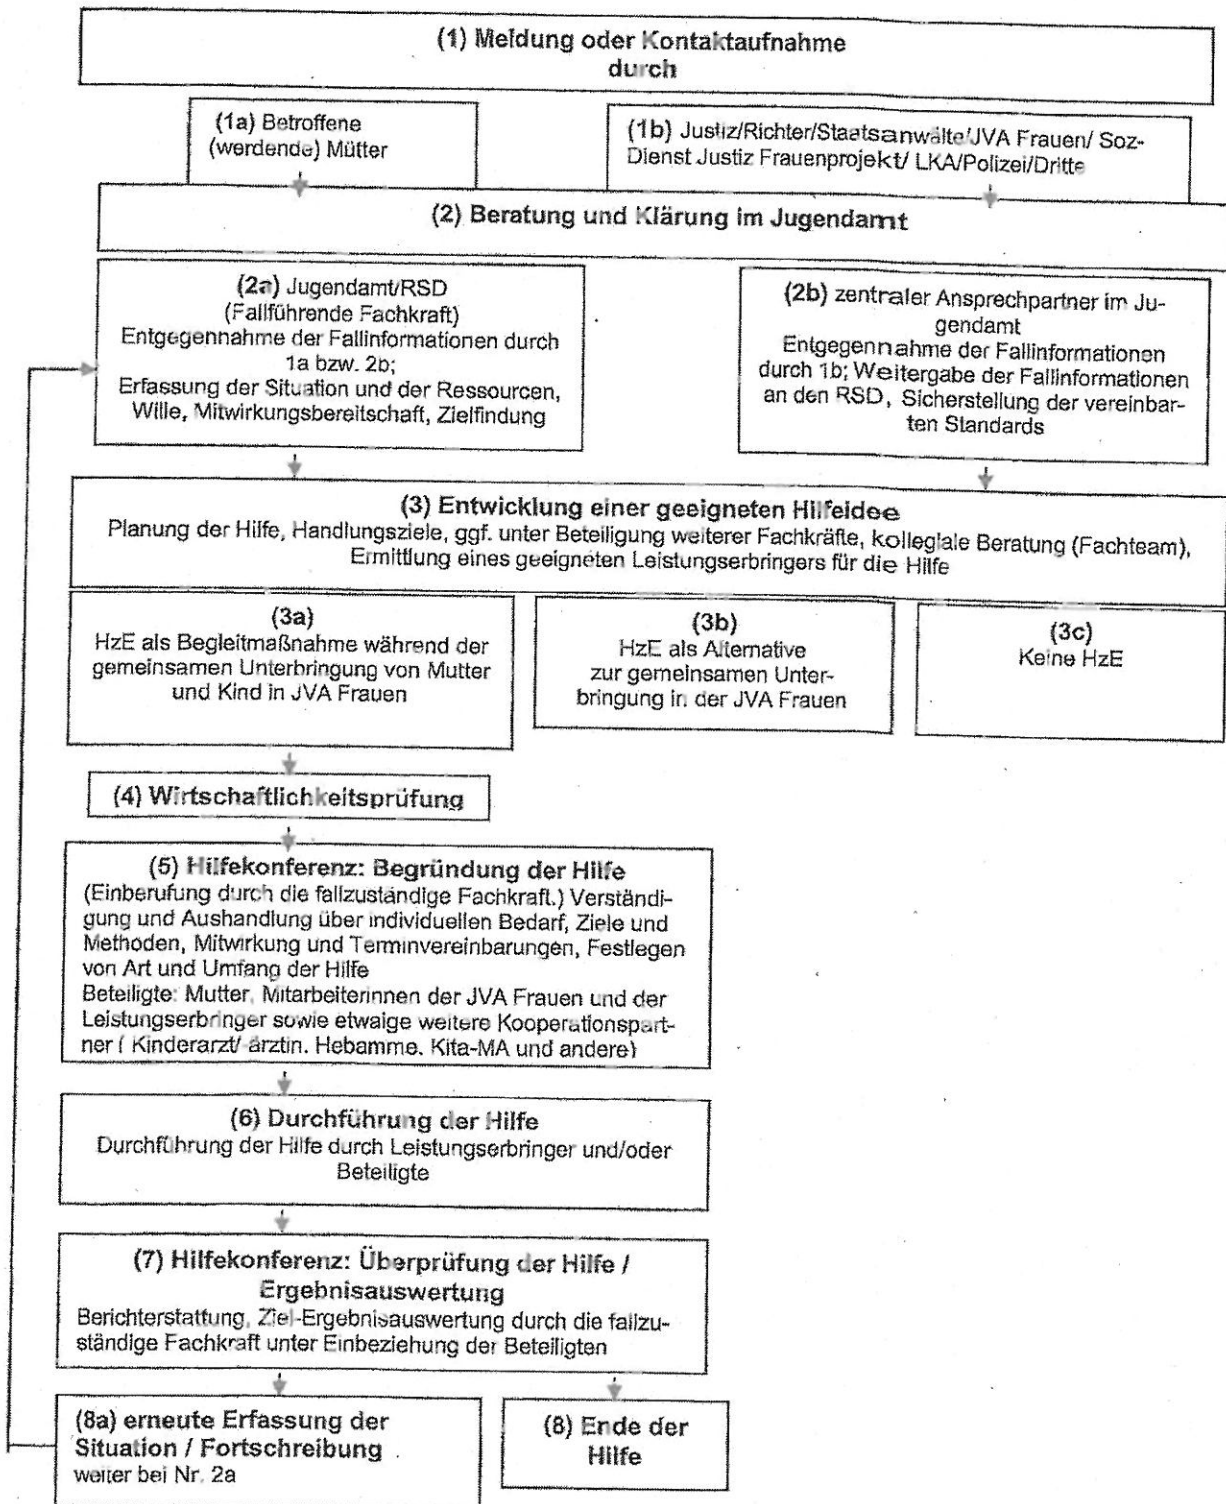 (1) Meldung oder Kontaktaufnahme
durch
(1a) Betroffene
(werdende) Mütter
(1b) Justiz/Richter/Staatsanwälte/JVA Frauen/ Soz-
Dienst Justiz Frauenprojekt/ LKA/Polizei/Dritte
(2) Beratung und Klärung im Jugendamt
(2a) Jugendamt/RSD
(Fallführende Fachkraft)
Entgegennahme der Fallinformationen durch
1a bzw. 2b;
Erfassung der Situation und der Ressourcen,
Wille, Mitwirkungsbereitschaft, Zielfindung
(2b) zentraler Ansprechpartner im Ju-
gendamt
Entgegennahme der Fallinformationen
durch 1b; Weitergabe der Fallinformationen
an den RSD, Sicherstellung der vereinbar-
ten Standards
(3) Entwicklung einer geeigneten Hilfeidee
Planung der Hilfe, Handlungsziele, ggf. unter Beteiligung weiterer Fachkräfte, kollegiale Beratung (Fachteam),
Ermittlung eines geeigneten Leistungserbringers für die Hilfe
(3a)
HzE als Begleitmaßnahme während der
gemeinsamen Unterbringung von Mutter
und Kind in JVA Frauen
(3b)
HzE als Alternative
zur gemeinsamen Unter-
bringung in der JVA Frauen
(3c)
Keine HzE
(4) Wirtschaftlichkeitsprüfung
(5) Hilfekonferenz: Begründung der Hilfe
(Einberufung durch die fallzuständige Fachkraft.) Verständi-
gung und Aushandlung über individuellen Bedarf, Ziele und
Methoden, Mitwirkung und Terminvereinbarungen, Festlegen
von Art und Umfang der Hilfe
Beteiligte: Mutter, Mitarbeiterinnen der JVA Frauen und der
Leistungserbringer sowie etwaige weitere Kooperationspart-
ner ( Kinderarzt/ ärztin. Hebamme. Kita-MA und andere)
(6) Durchführung der Hilfe
Durchführung der Hilfe durch Leistungserbringer und/oder
Beteiligte
(7) Hilfekonferenz: Überprüfung der Hilfe /
Ergebnisauswertung
Berichterstattung, Ziel-Ergebnisauswertung durch die fallzu-
ständige Fachkraft unter Einbeziehung der Beteiligten
(8a) erneute Erfassung der
Situation / Fortschreibung
weiter bei Nr. 2a
(8) Ende der
Hilfe